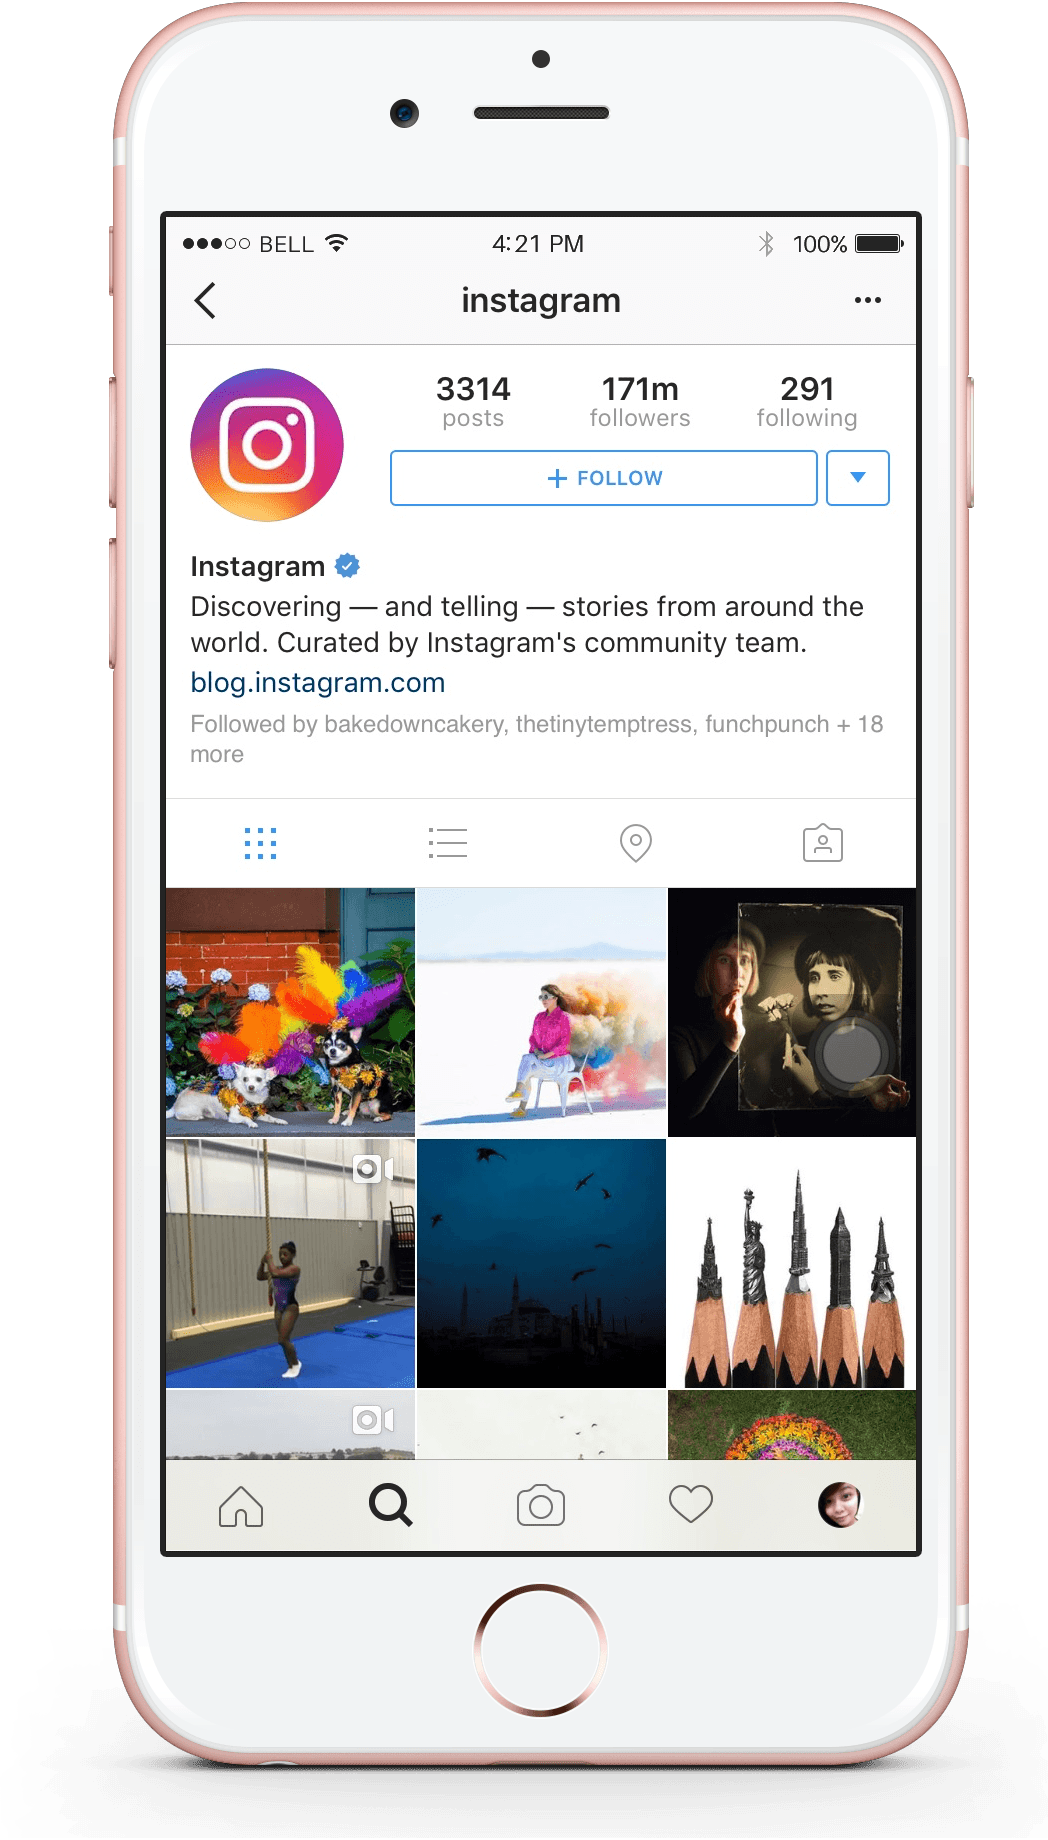 BELL 4:21 PM 100%
instagram
3314 171m 291
posts followers following
+ FOLLOW
Instagram
Discovering — and telling — stories from around the
world. Curated by Instagram's community team.
blog.instagram.com
Followed by bakedowncakery, thetinytemptress, funchpunch + 18
more